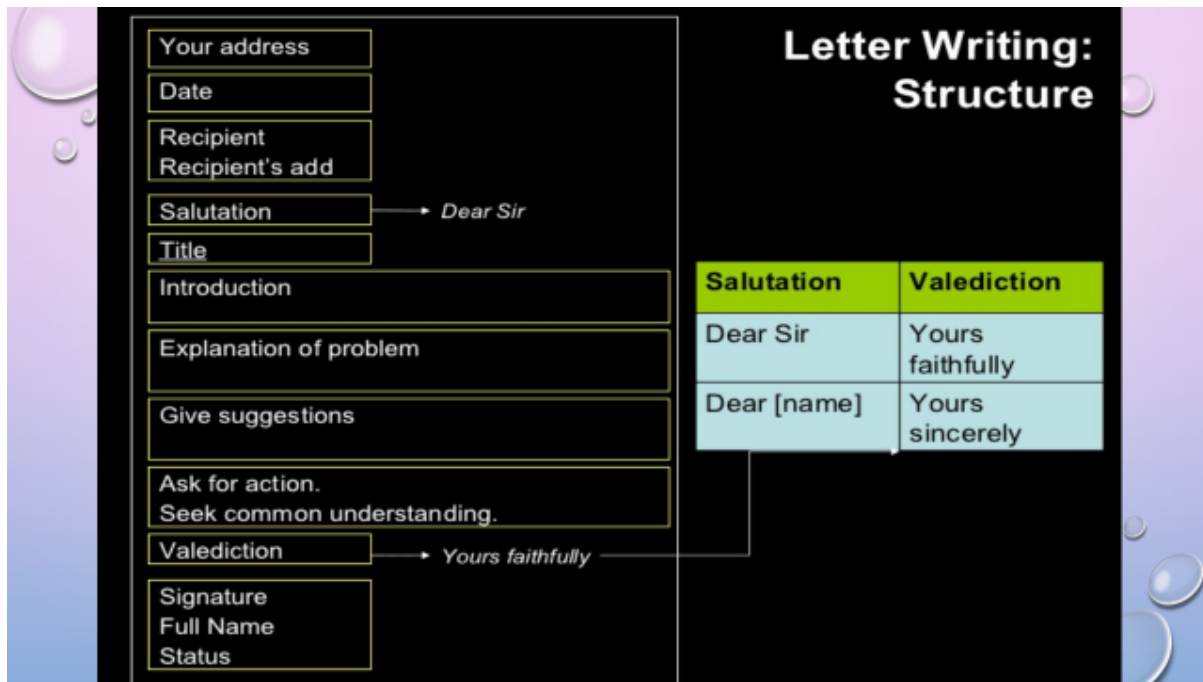 Letter Writing:
Structure
Your address
Date
Recipient
Recipient's add
Salutation
Dear Sir
Title
Introduction
Explanation of problem
Give suggestions
Ask for action.
Seek common understanding.
Valediction
Yours faithfully
Signature
Full Name
Status
Salutation Valediction
Dear Sir Yours
faithfully
Dear [name] Yours
sincerely